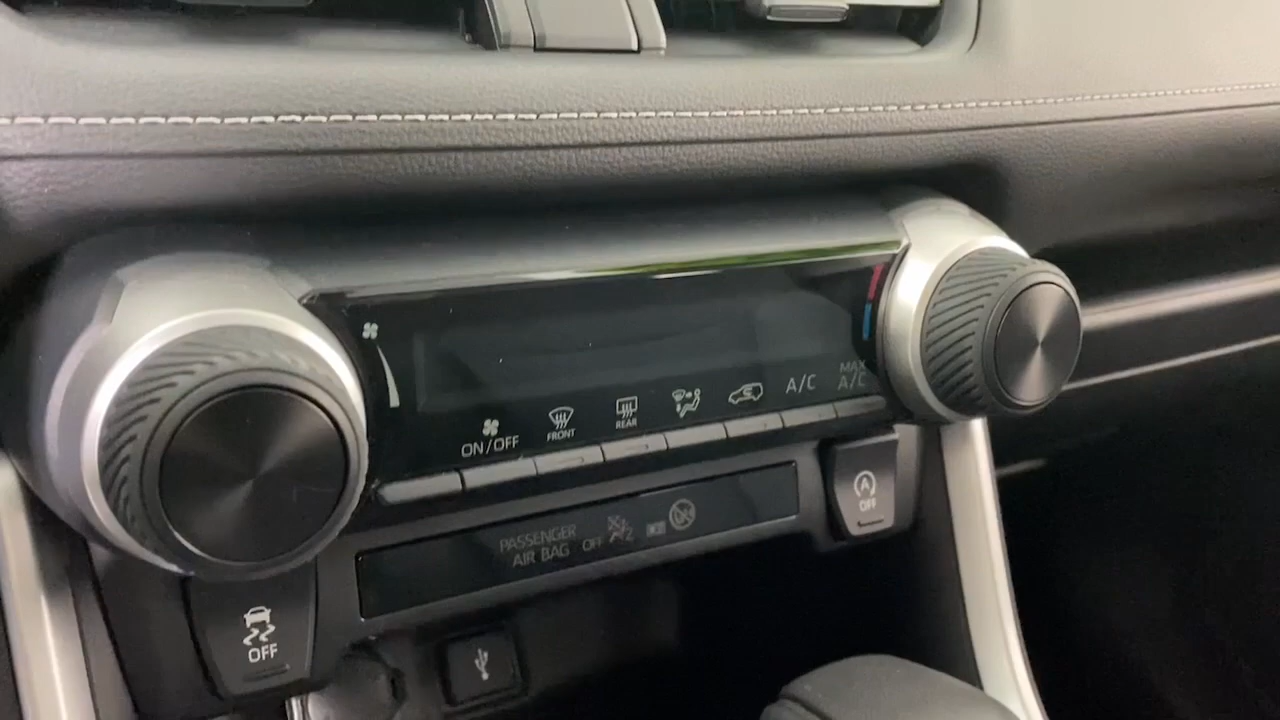 ON/OFF
FRONT
REAR
A/C
MAX
A/C
PASSENGER
AIR BAG
OFF
A
OFF
OFF